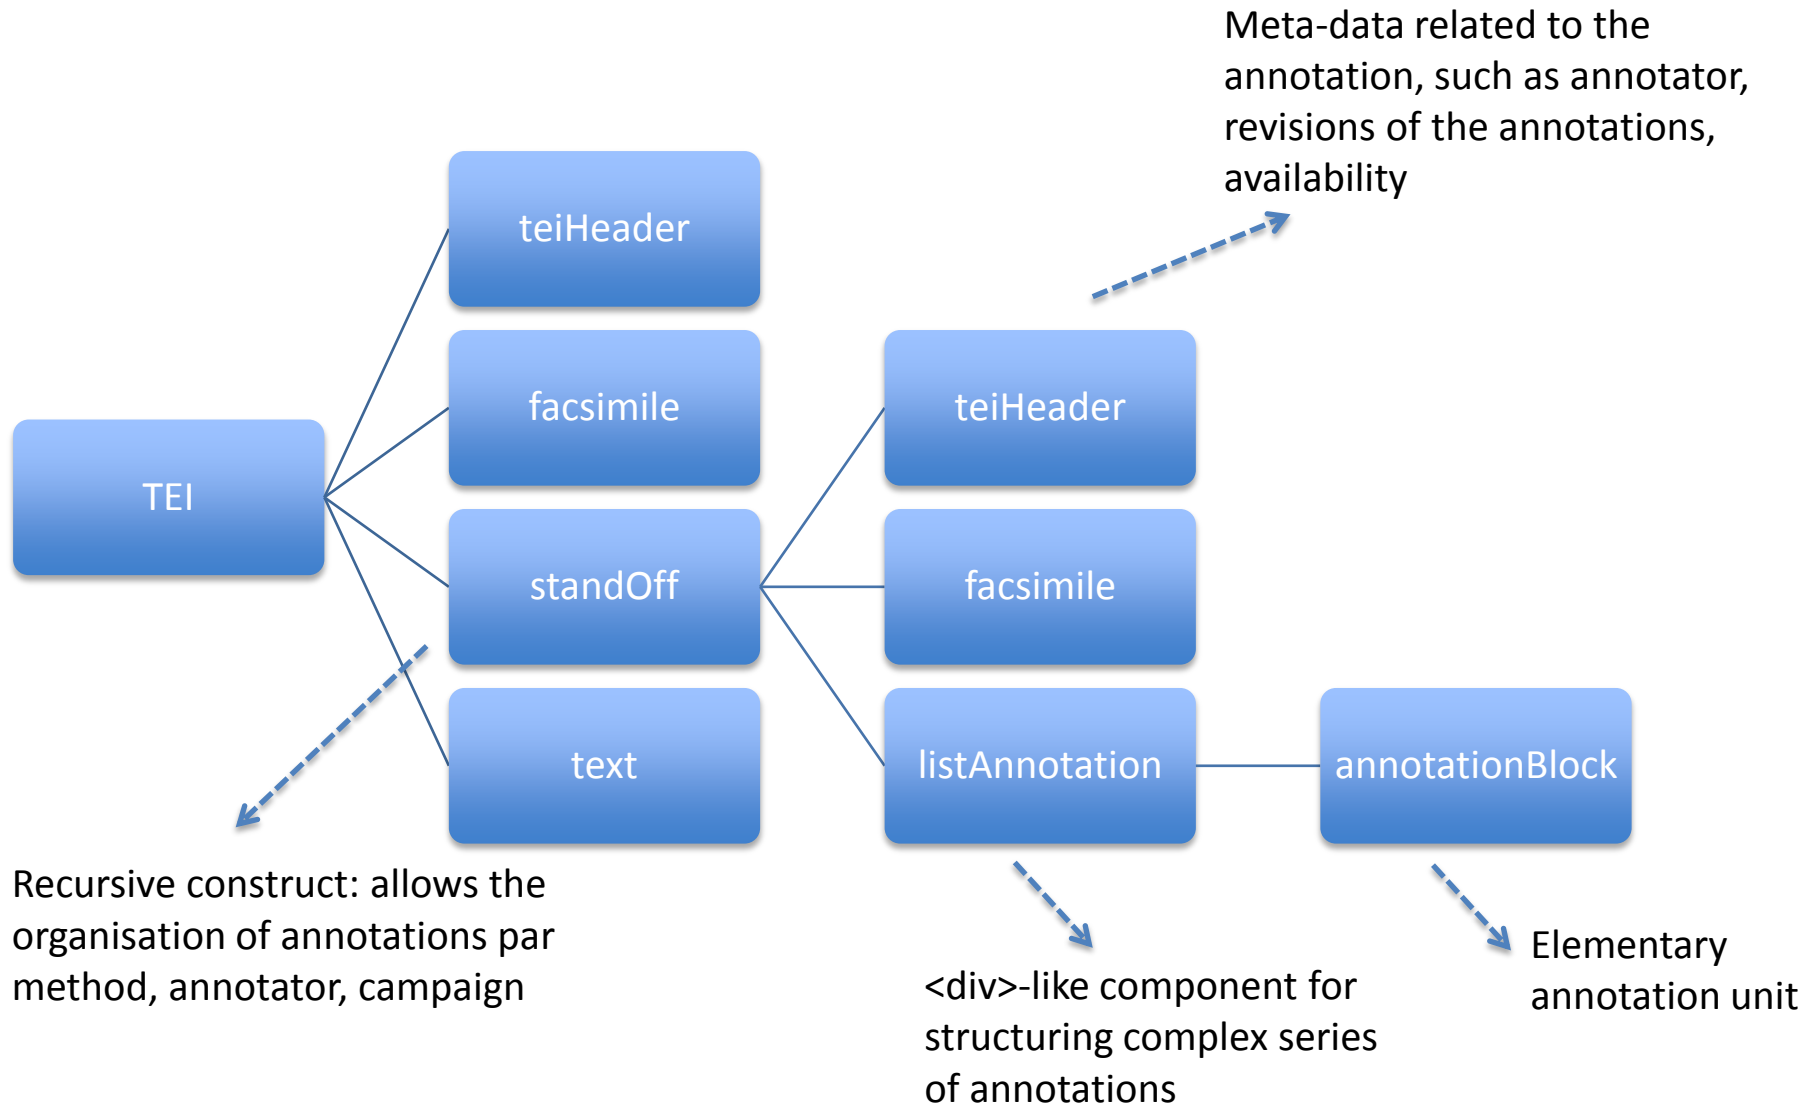 Meta-data related to the
annotation, such as annotator,
revisions of the annotations,
availability
teiHeader
facsimile
teiHeader
TEI
standOff
facsimile
text
listAnnotation
annotationBlock
Recursive construct: allows the
organisation of annotations par
method, annotator, campaign
<div>-like component for
structuring complex series
of annotations
Elementary
annotation unit